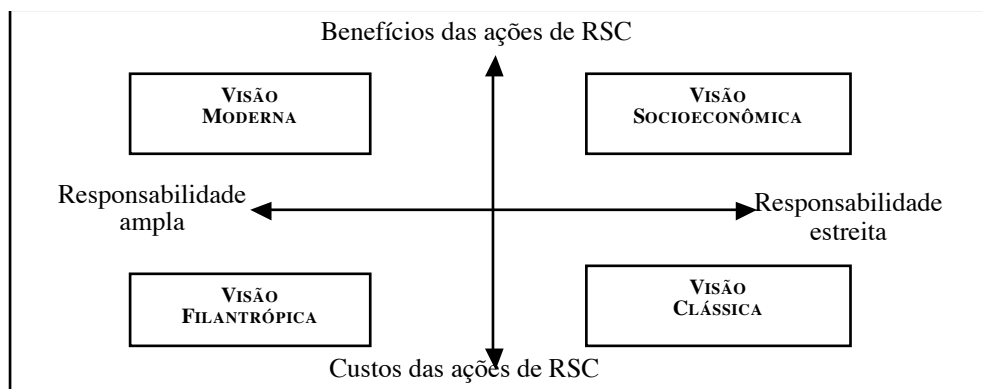 Benefícios das ações de RSC
VISÃO
MODERNA
VISÃO
SOCIOECONÔMICA
Responsabilidade
ampla
Responsabilidade
estreita
VISÃO
FILANTRÓPICA
VISÃO
CLÁSSICA
Custos das ações de RSC